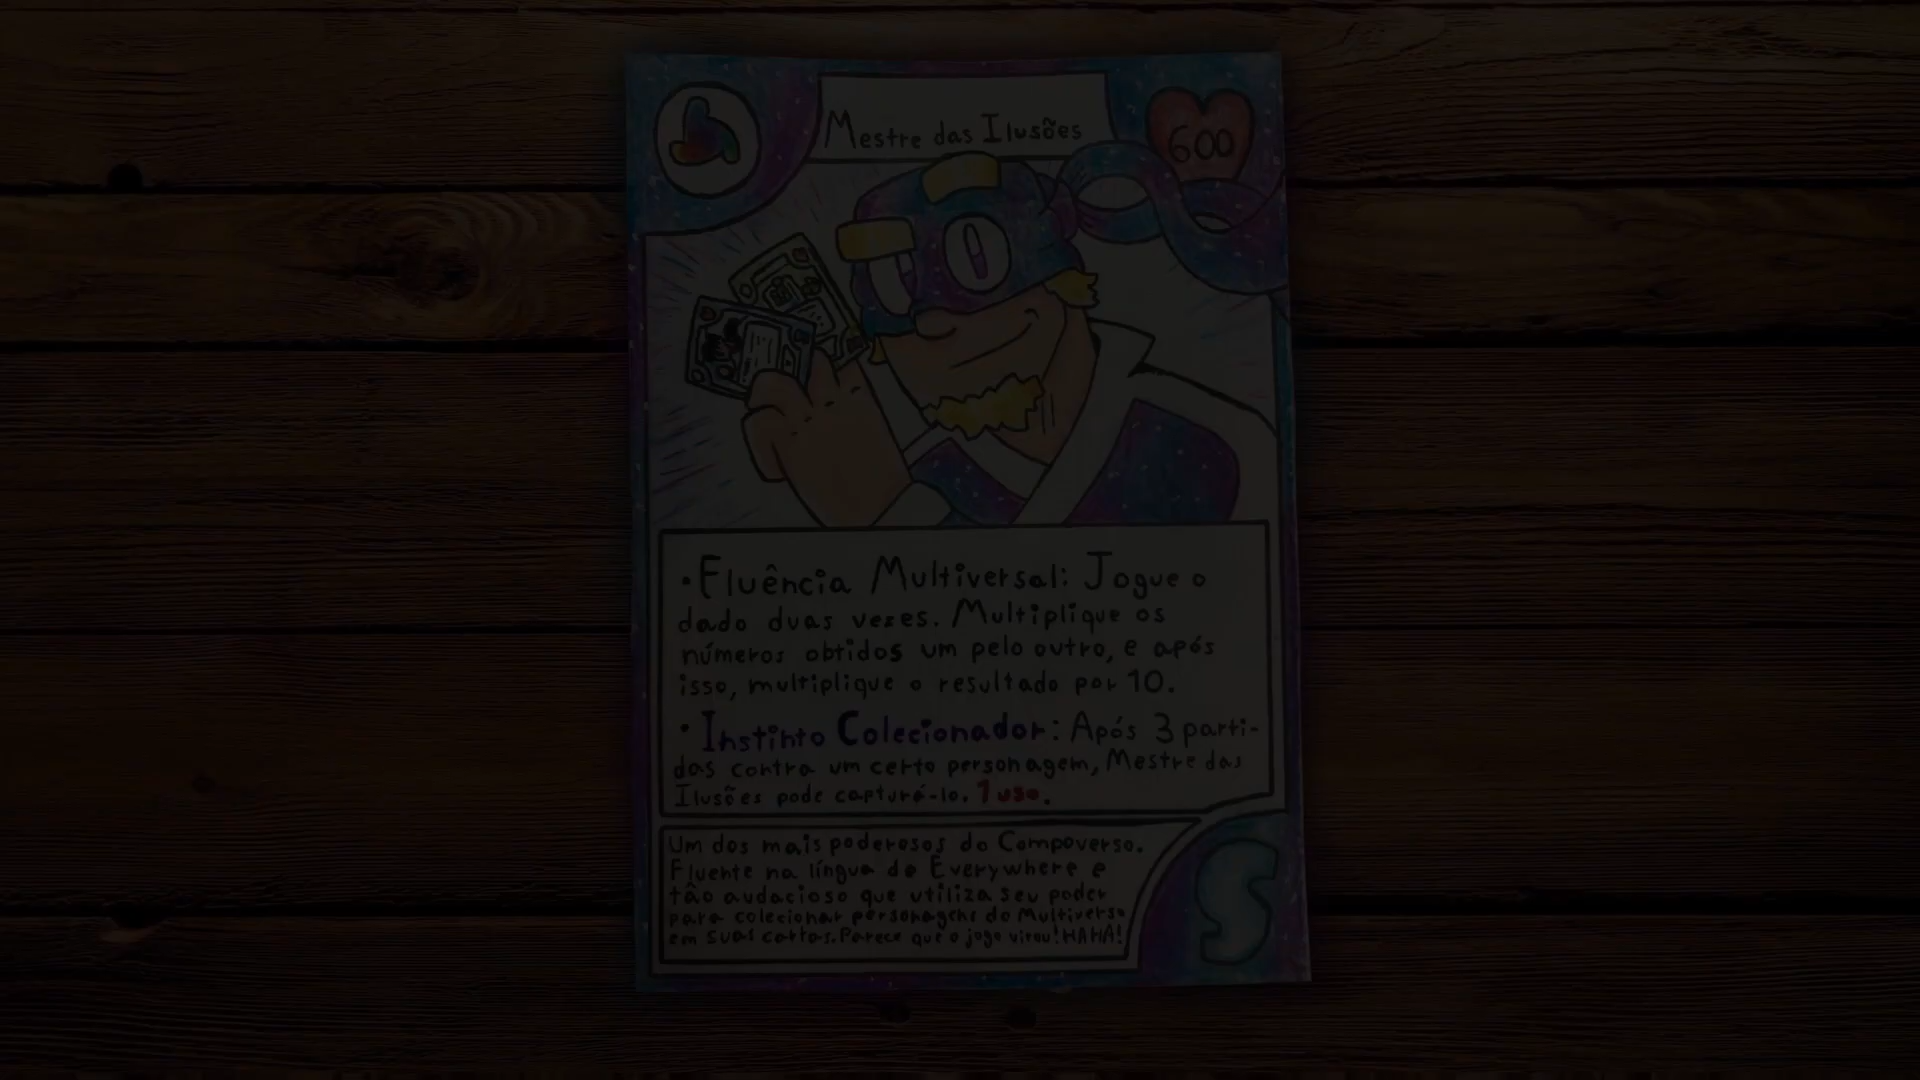 Mestre das Ilusões
600
• Fluência Multiversal: Jogue o
dado duas vezes. Multiplique os
números obtidos um pelo outro, e após
isso, multiplique o resultado por 10.
• Instinto Colecionador: Após 3 parti-
das contra um certo personagem, Mestre das
Ilusões pode capturá-lo. 1 uso.
Um dos mais poderosos do Compoverso.
Fluente na língua do Everywhere e
tão audacioso que utiliza seu poder
para colecionar personagens do Multiverso
em suas cartas. Parece que o jogo virou! HAHA!
S